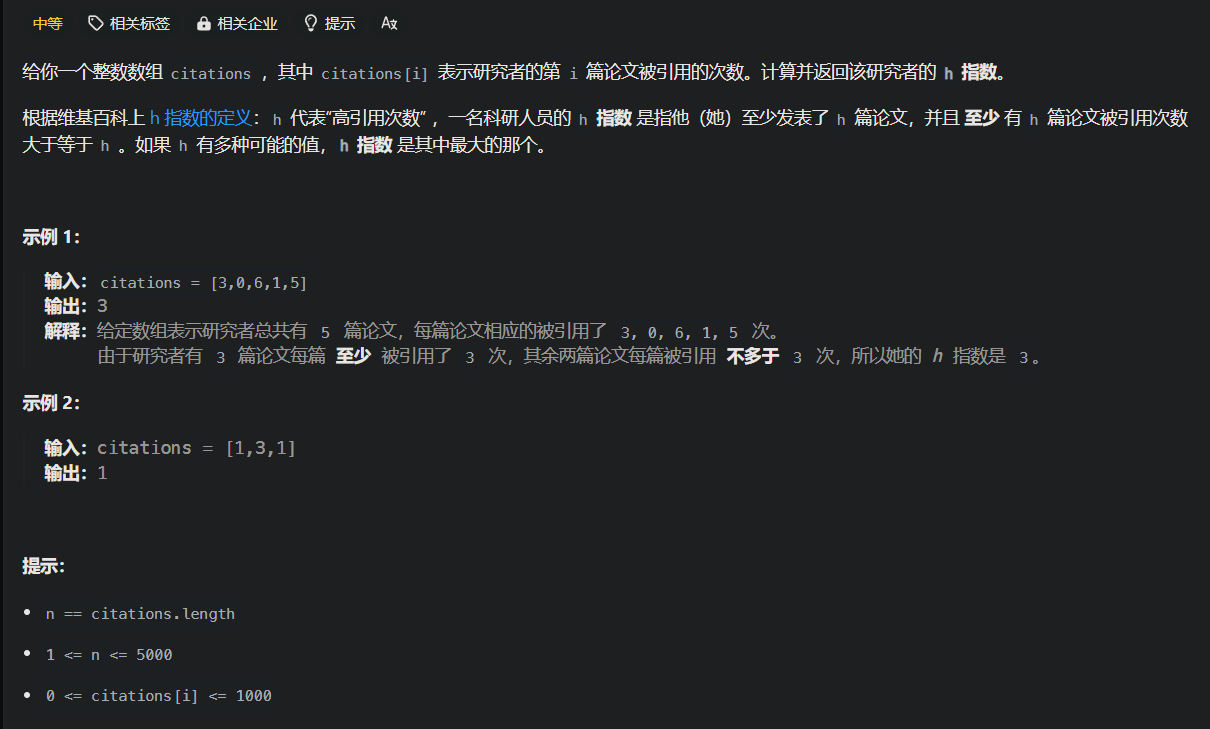 中等 相关标签 相关企业 提示
给你一个整数数组 citations ，其中 citations[i] 表示研究者的第 i 篇论文被引用的次数。计算并返回该研究者的 h 指数。
根据维基百科上 h 指数的定义：h 代表“高引用次数” ，一名科研人员的 h 指数 是指他（她）至少发表了 h 篇论文，并且 至少 有 h 篇论文被引用次数
大于等于 h 。如果 h 有多种可能的值，h 指数 是其中最大的那个。
示例 1：
输入：citations = [3,0,6,1,5]
输出：3
解释：给定数组表示研究者总共有 5 篇论文，每篇论文相应的被引用了 3, 0, 6, 1, 5 次。
由于研究者有 3 篇论文每篇 至少 被引用了 3 次，其余两篇论文每篇被引用 不多于 3 次，所以她的 h 指数是 3。
示例 2：
输入：citations = [1,3,1]
输出：1
提示：
• n == citations.length
• 1 <= n <= 5000
• 0 <= citations[i] <= 1000